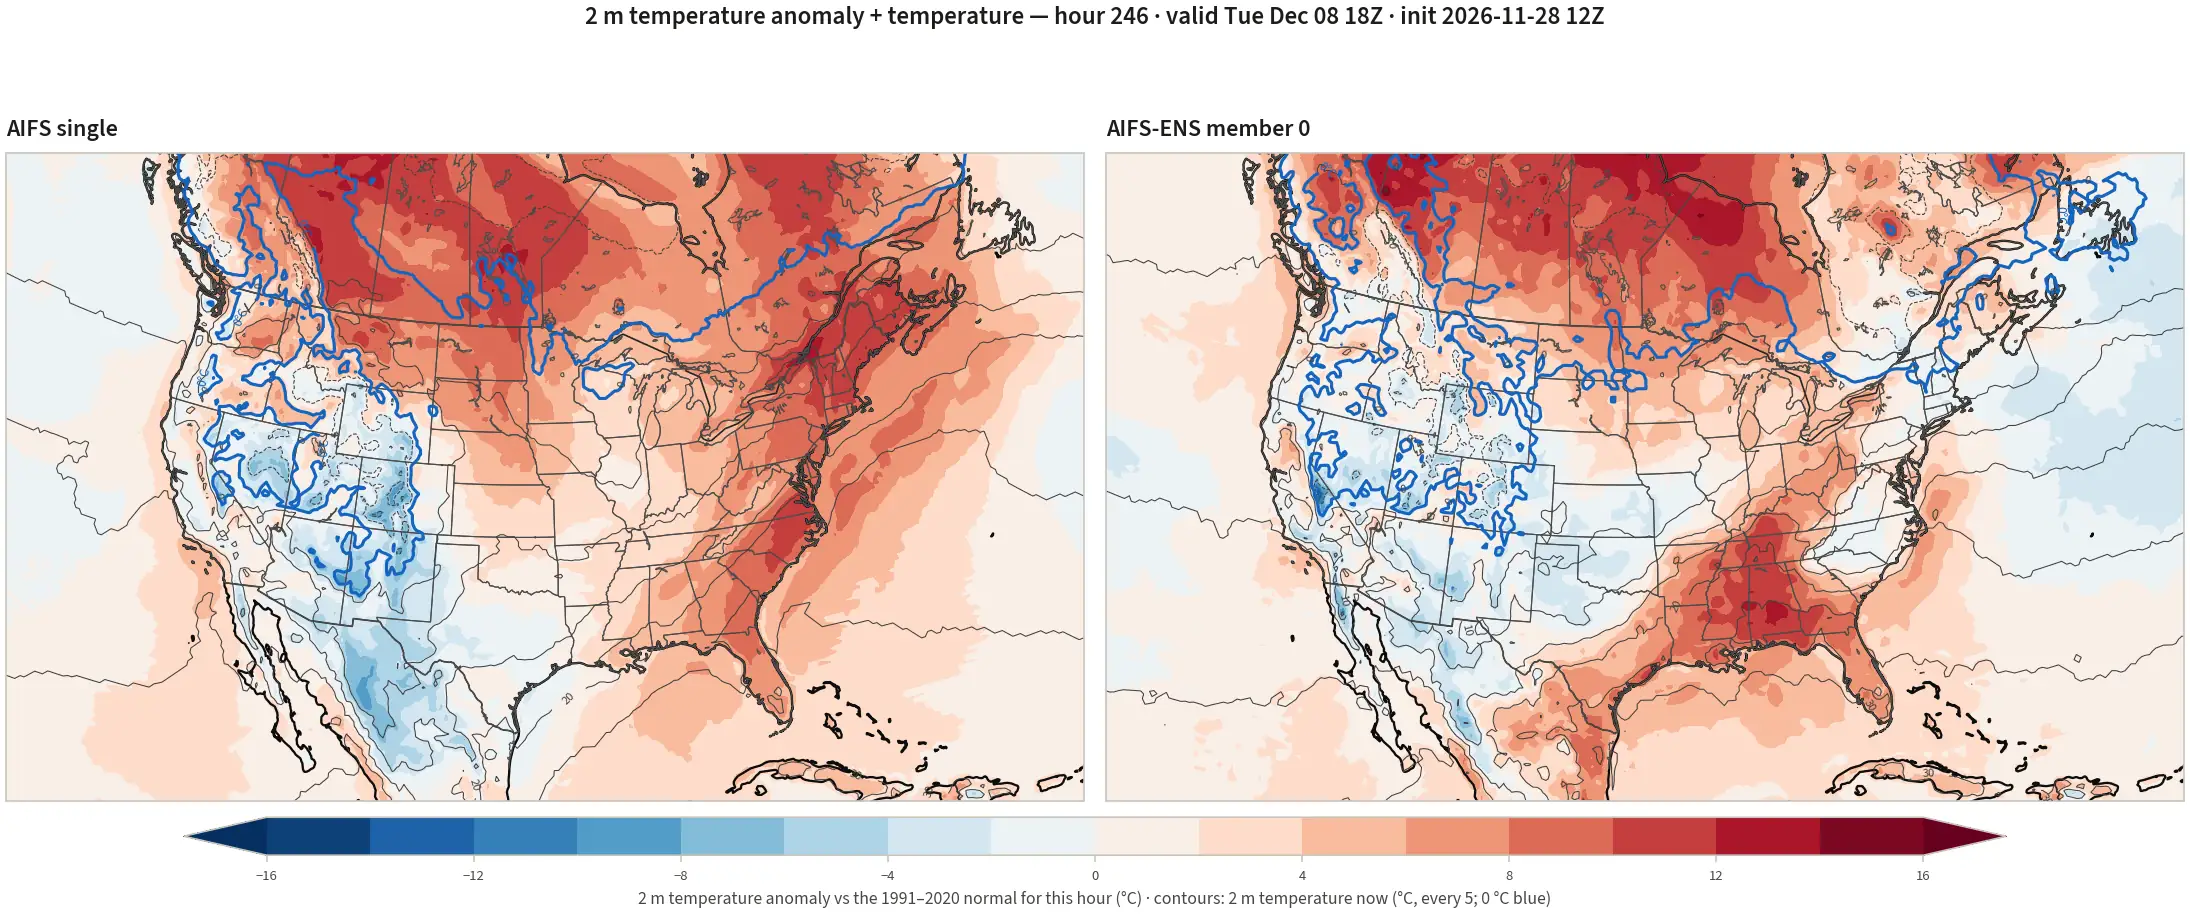 2 m temperature anomaly + temperature — hour 246 · valid Tue Dec 08 18Z · init 2026-11-28 12Z
AIFS single
AIFS-ENS member 0
20
30
−16 −12 −8 −4 0 4 8 12 16
2 m temperature anomaly vs the 1991–2020 normal for this hour (°C) · contours: 2 m temperature now (°C, every 5; 0 °C blue)